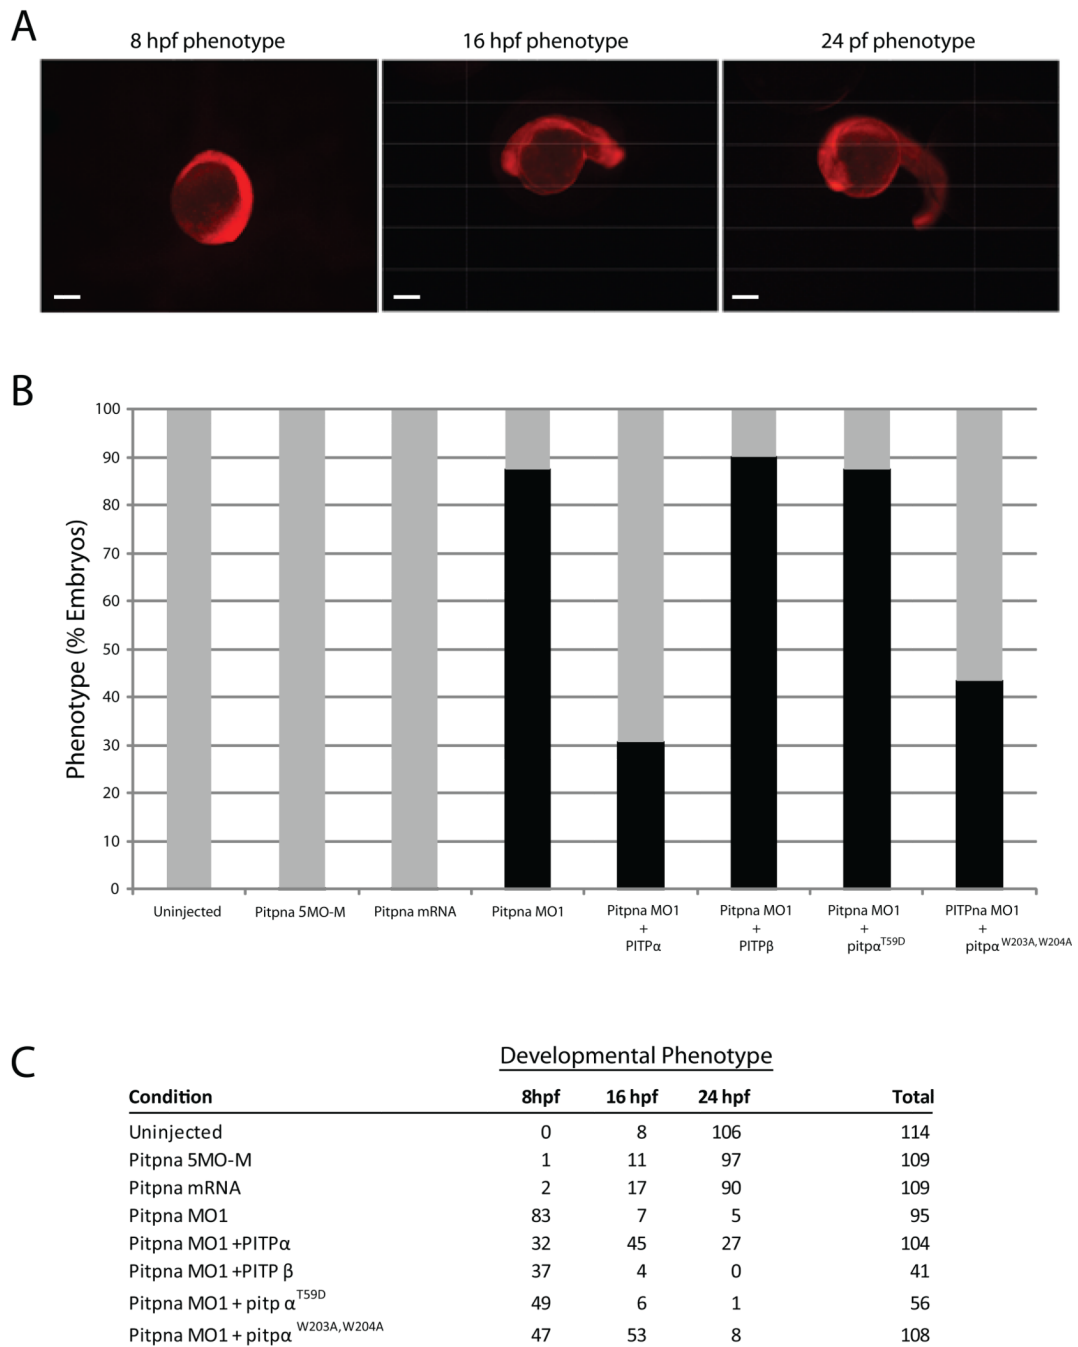 A
8 hpf phenotype
16 hpf phenotype
24 pf phenotype
B
Phenotype (% Embryos)
100
90
80
70
60
50
40
30
20
10
0
Uninjected
Pitpna 5MO-M
Pitpna mRNA
Pitpna MO1
Pitpna MO1
+
PITPα
Pitpna MO1
+
PITPβ
Pitpna MO1
+
pitpα T59D
PITPna MO1
+
pitpα W203A, W204A
C
Developmental Phenotype
Condition 8hpf 16 hpf 24 hpf Total
Uninjected 0 8 106 114
Pitpna 5MO-M 1 11 97 109
Pitpna mRNA 2 17 90 109
Pitpna MO1 83 7 5 95
Pitpna MO1 +PITPα 32 45 27 104
Pitpna MO1 +PITP β 37 4 0 41
Pitpna MO1 + pitp α T59D 49 6 1 56
Pitpna MO1 + pitpα W203A, W204A 47 53 8 108